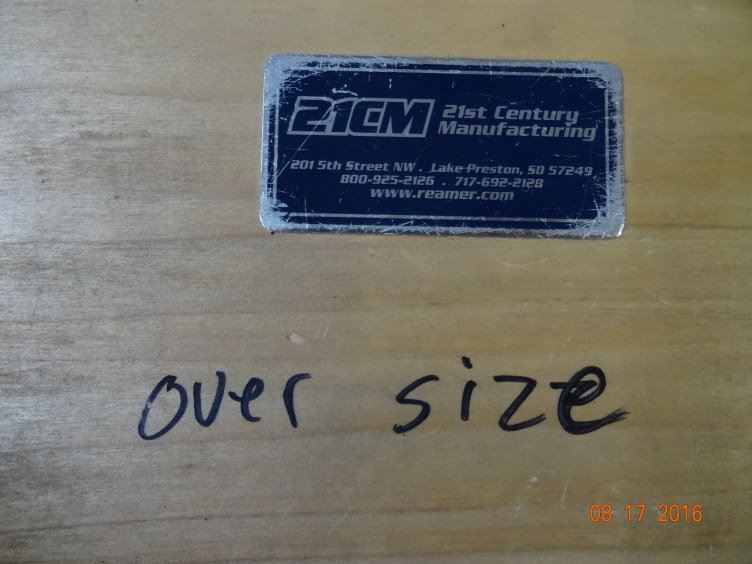 21CM 21st Century
Manufacturing
201 5th Street NW . Lake Preston, SD 57249
800-925-2126 . 717-692-2128
www.reamer.com
over size
08 17 2016